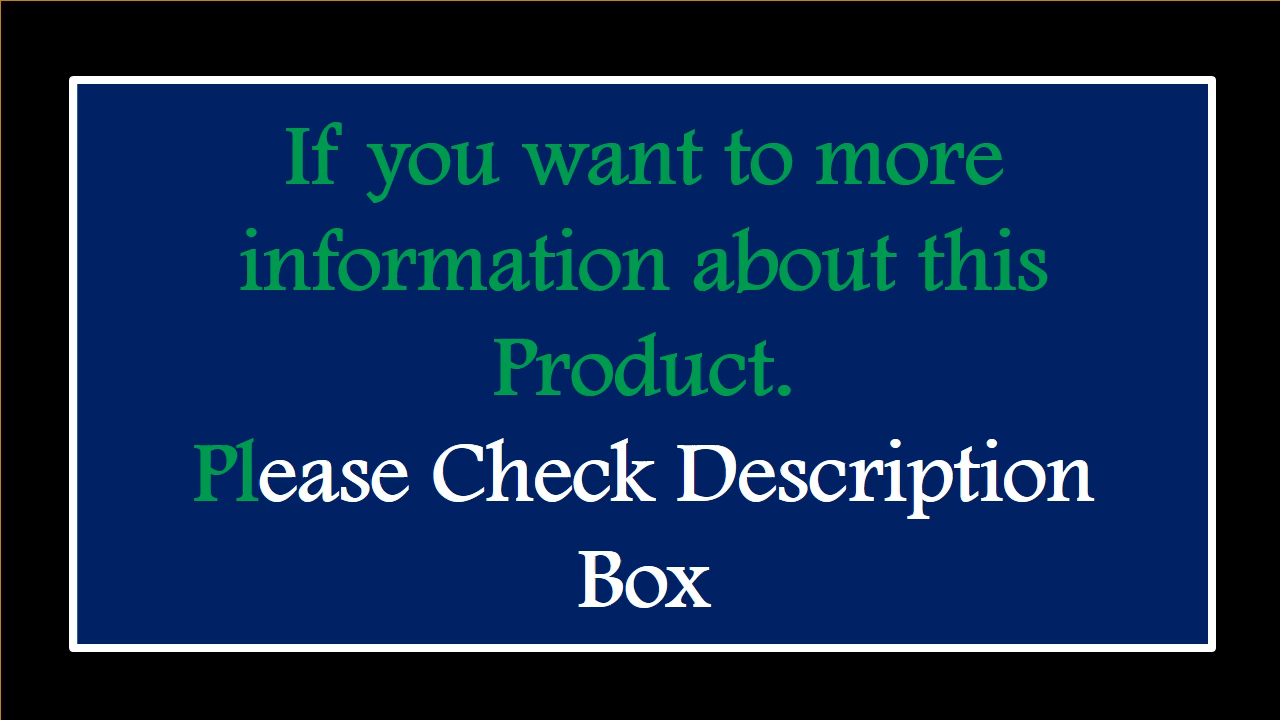 If you want to more
information about this
Product.
Please Check Description
Box